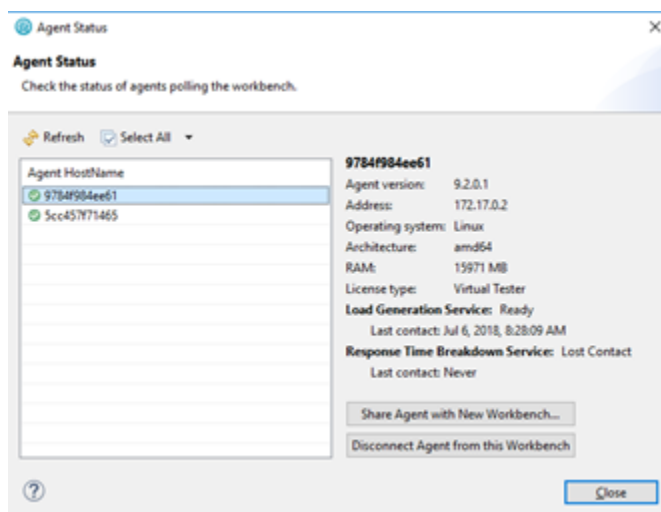 Agent Status
Agent Status
Check the status of agents polling the workbench.
Refresh Select All
Agent HostName
9784f984ee61
5cc457f71465
9784f984ee61
Agent version: 9.2.0.1
Address: 172.17.0.2
Operating system: Linux
Architecture: amd64
RAM: 15971 MB
License type: Virtual Tester
Load Generation Service: Ready
Last contact: Jul 6, 2018, 8:28:09 AM
Response Time Breakdown Service: Lost Contact
Last contact: Never
Share Agent with New Workbench...
Disconnect Agent from this Workbench
?
Close